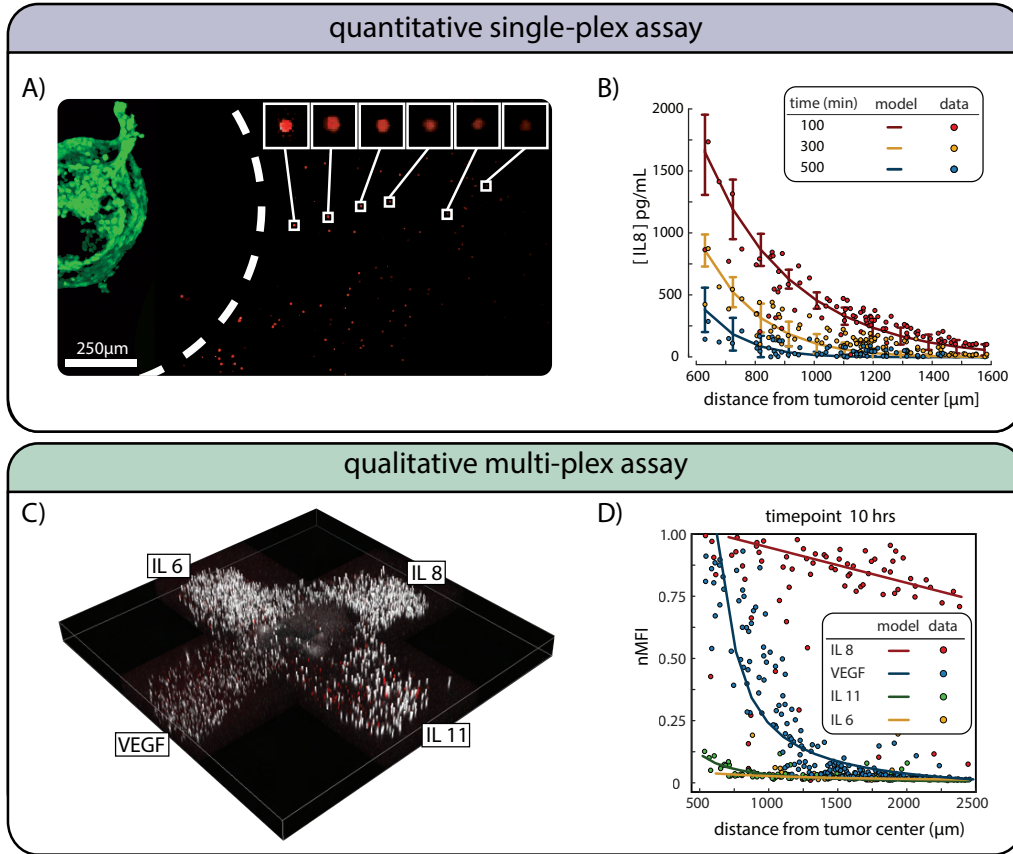 quantitative single-plex assay
A)
250µm
B)
[IL8] pg/mL
2000
1500
1000
500
0
600 800 1000 1200 1400 1600
distance from tumoroid center [µm]
time (min) model data
100
300
500
qualitative multi-plex assay
C)
IL 6
IL 8
VEGF
IL 11
D)
timepoint 10 hrs
nMFI
1.00
0.75
0.50
0.25
0
500 1000 1500 2000 2500
distance from tumor center (µm)
model data
IL 8
VEGF
IL 11
IL 6